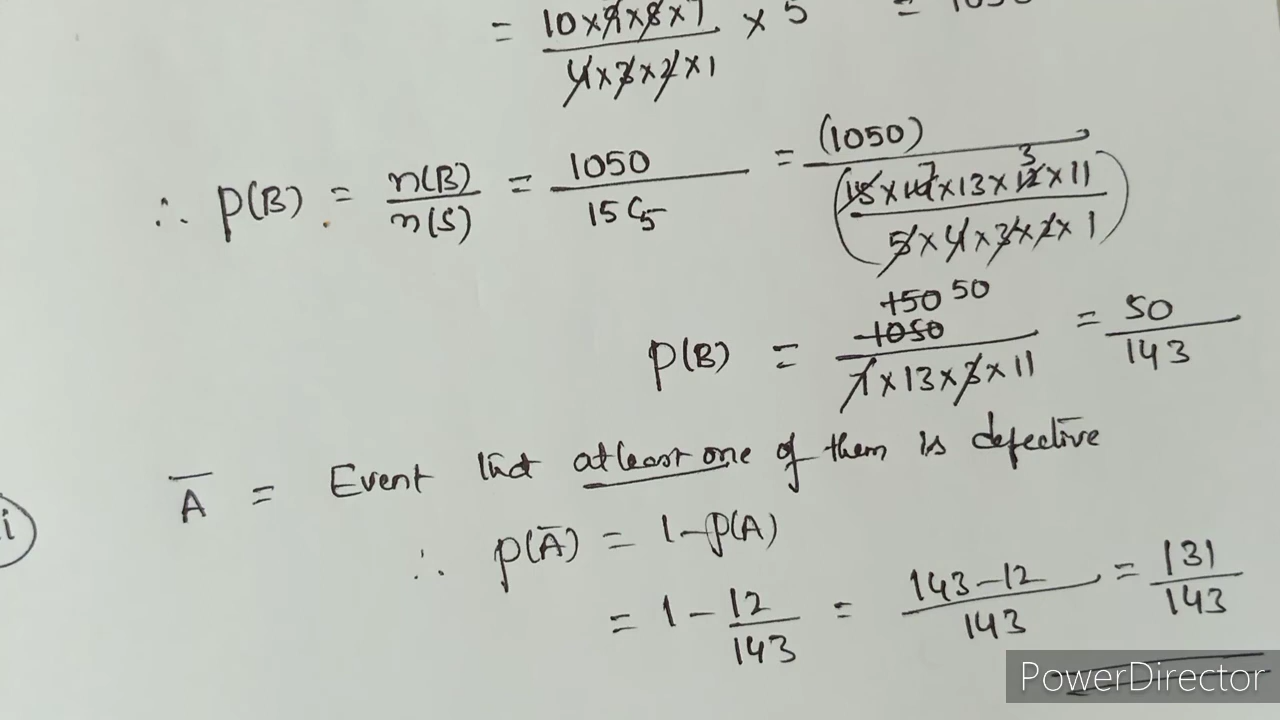 = 10×9×8×7 / 4×3×2×1 × 5 = 1050
∴ P(B) = n(B)/n(S) = 1050 / 15C5 = (1050) / (15×14 7×13×12 3×11 / 5×4×3×2×1)
P(B) = 1050 150 50 / 7×13×3×11 = 50/143
i
A̅ = Event that atleast one of them is defective
∴ P(A̅) = 1-P(A)
= 1 - 12/143 = 143-12 / 143 = 131/143
PowerDirector